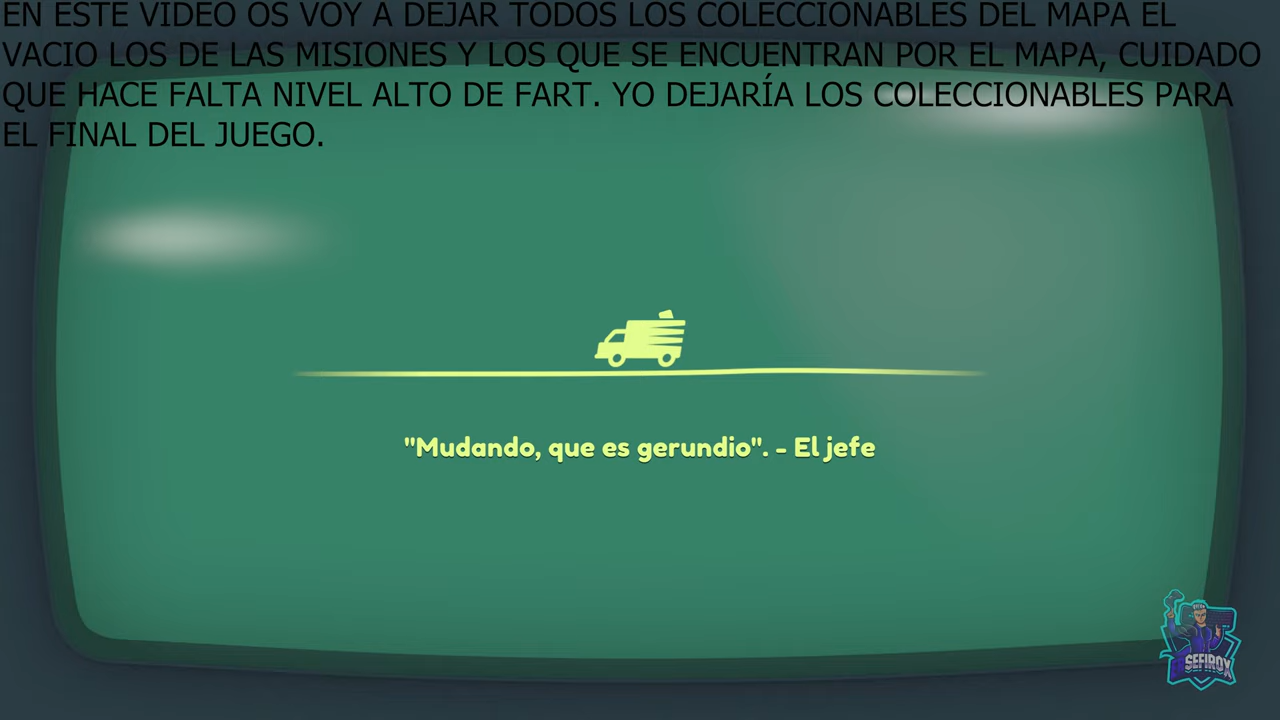 EN ESTE VIDEO OS VOY A DEJAR TODOS LOS COLECCIONABLES DEL MAPA EL
VACIO LOS DE LAS MISIONES Y LOS QUE SE ENCUENTRAN POR EL MAPA, CUIDADO
QUE HACE FALTA NIVEL ALTO DE FART. YO DEJARÍA LOS COLECCIONABLES PARA
EL FINAL DEL JUEGO.
"Mudando, que es gerundio". - El jefe
SEFIROX